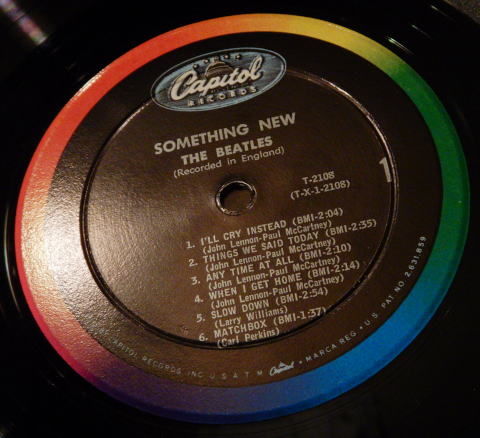 Capitol
RECORDS
SOMETHING NEW
THE BEATLES
(Recorded in England)
T-2108
(T-X-1-2108)
1
1. I'LL CRY INSTEAD (BMI-2:04)
(John Lennon-Paul McCartney)
2. THINGS WE SAID TODAY (BMI-2:35)
(John Lennon-Paul McCartney)
3. ANY TIME AT ALL (BMI-2:10)
(John Lennon-Paul McCartney)
4. WHEN I GET HOME (BMI-2:14)
(John Lennon-Paul McCartney)
5. SLOW DOWN (BMI-2:54)
(Larry Williams)
6. MATCHBOX (BMI-1:37)
(Carl Perkins)
CAPITOL RECORDS INC U S A T M Capitol MARCA REG • U.S. PAT. NO. 2,631,859